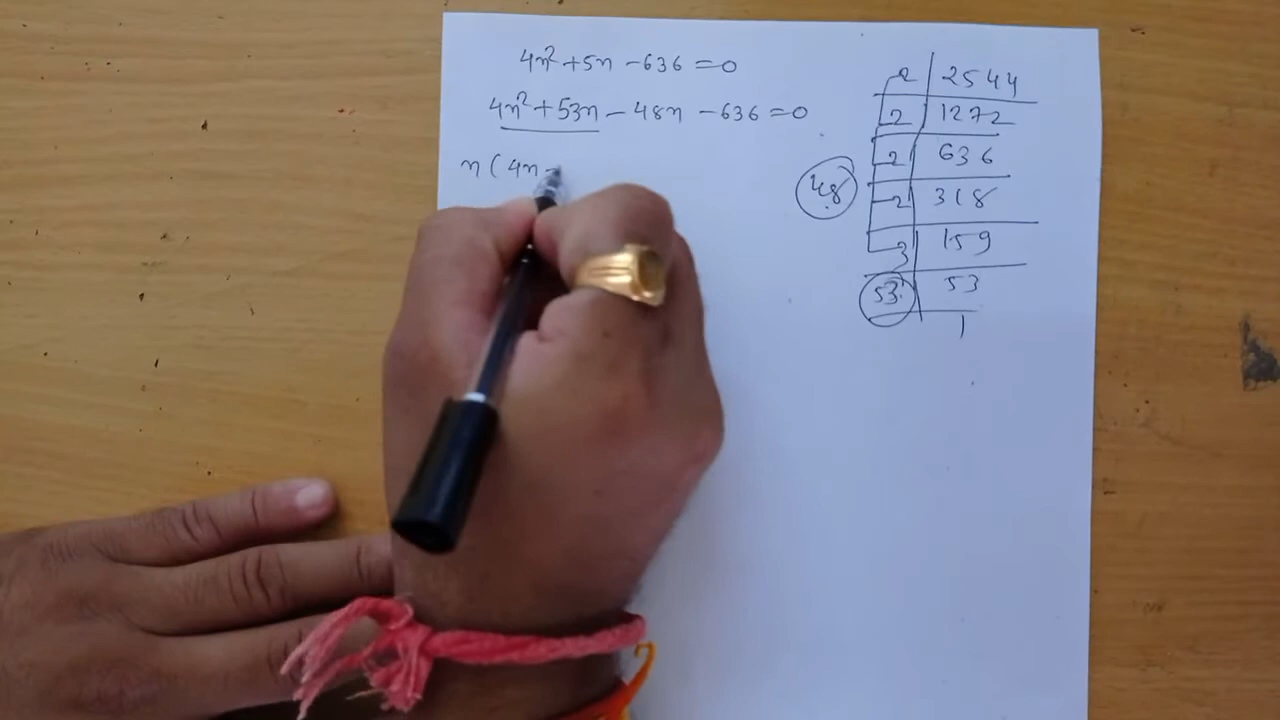 4n² + 5n - 636 = 0
4n² + 53n - 48n - 636 = 0
n ( 4n
2 | 2544
2 | 1272
2 | 636
2 | 318
3 | 159
53 | 53
1
48